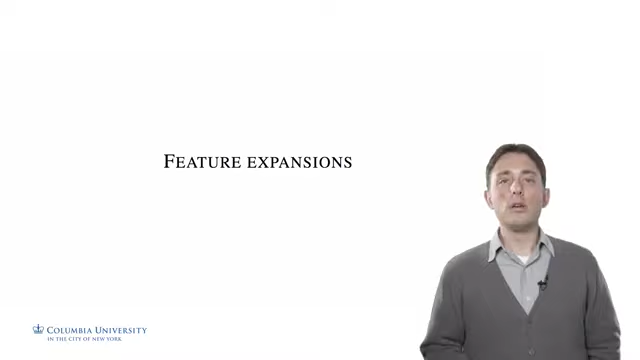 FEATURE EXPANSIONS
COLUMBIA UNIVERSITY
IN THE CITY OF NEW YORK